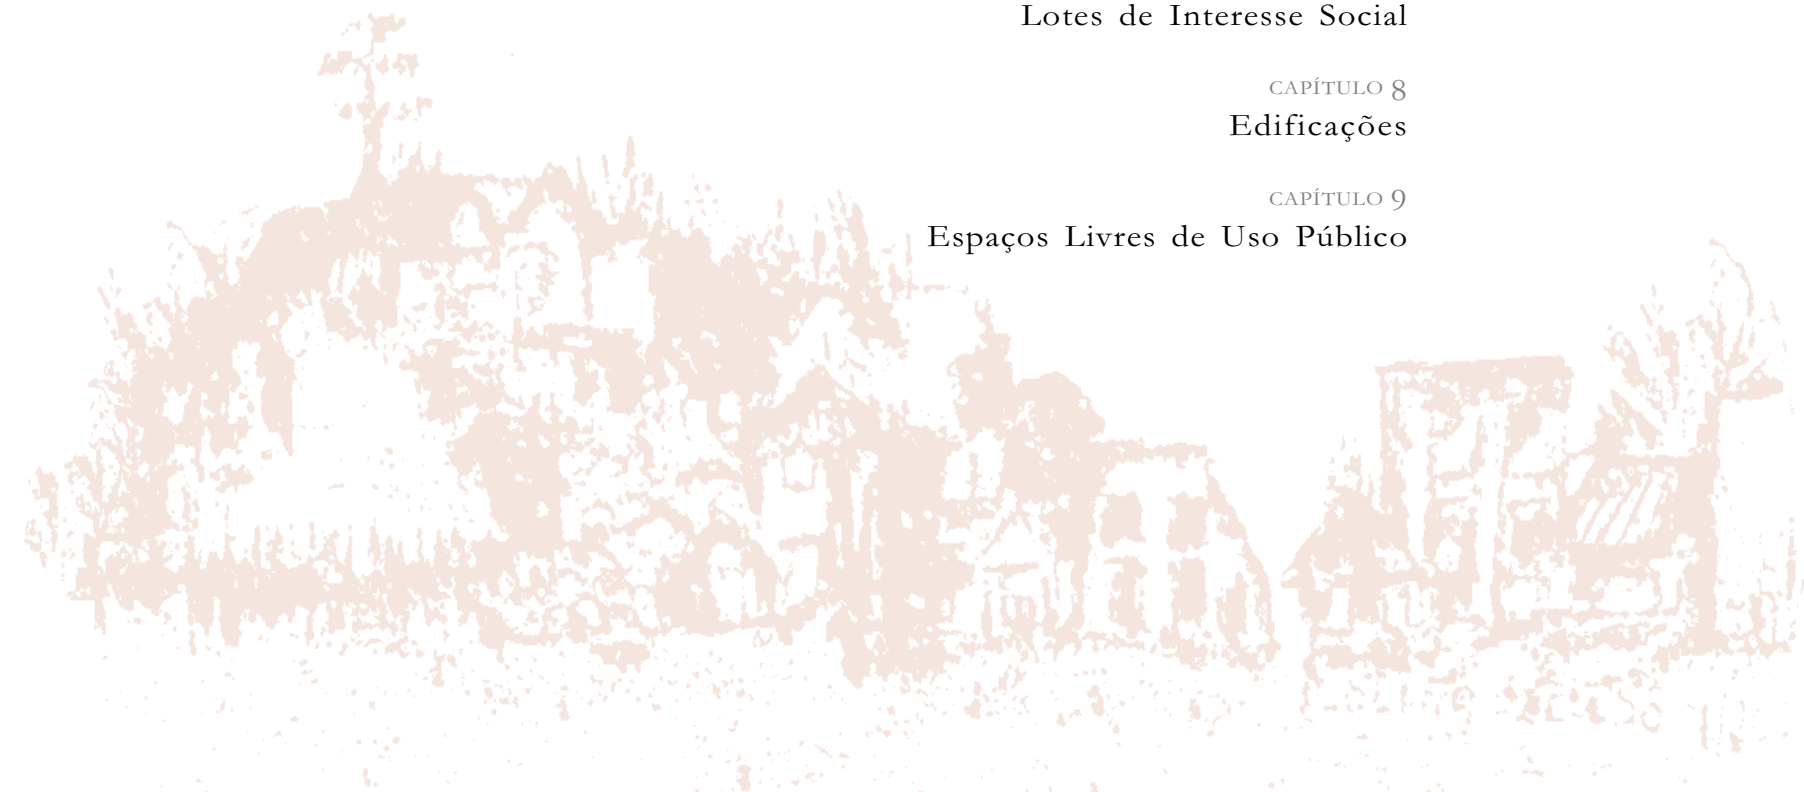 Lotes de Interesse Social
CAPÍTULO 8
Edificações
CAPÍTULO 9
Espaços Livres de Uso Público